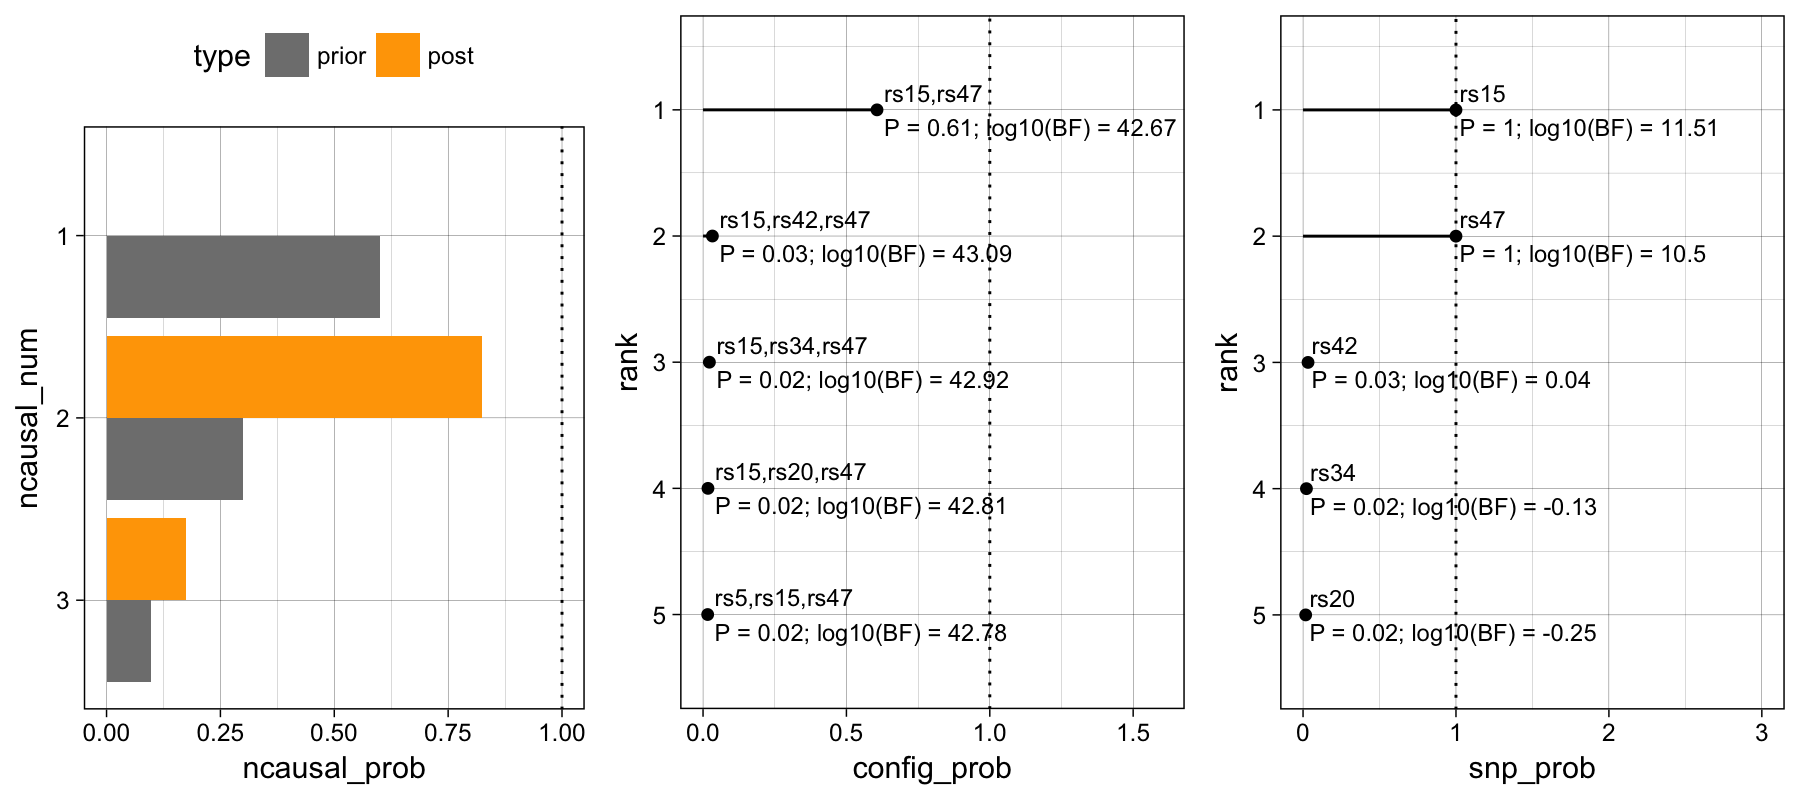 type prior post
1
2
3
ncausal_num
0.00 0.25 0.50 0.75 1.00
ncausal_prob
rs15,rs47
1
P = 0.61; log10(BF) = 42.67
rs15,rs42,rs47
2
P = 0.03; log10(BF) = 43.09
rs15,rs34,rs47
3
P = 0.02; log10(BF) = 42.92
rs15,rs20,rs47
4
P = 0.02; log10(BF) = 42.81
rs5,rs15,rs47
5
P = 0.02; log10(BF) = 42.78
rank
0.0 0.5 1.0 1.5
config_prob
rs15
1
P = 1; log10(BF) = 11.51
rs47
2
P = 1; log10(BF) = 10.5
rs42
3
P = 0.03; log10(BF) = 0.04
rs34
4
P = 0.02; log10(BF) = -0.13
rs20
5
P = 0.02; log10(BF) = -0.25
rank
0 1 2 3
snp_prob